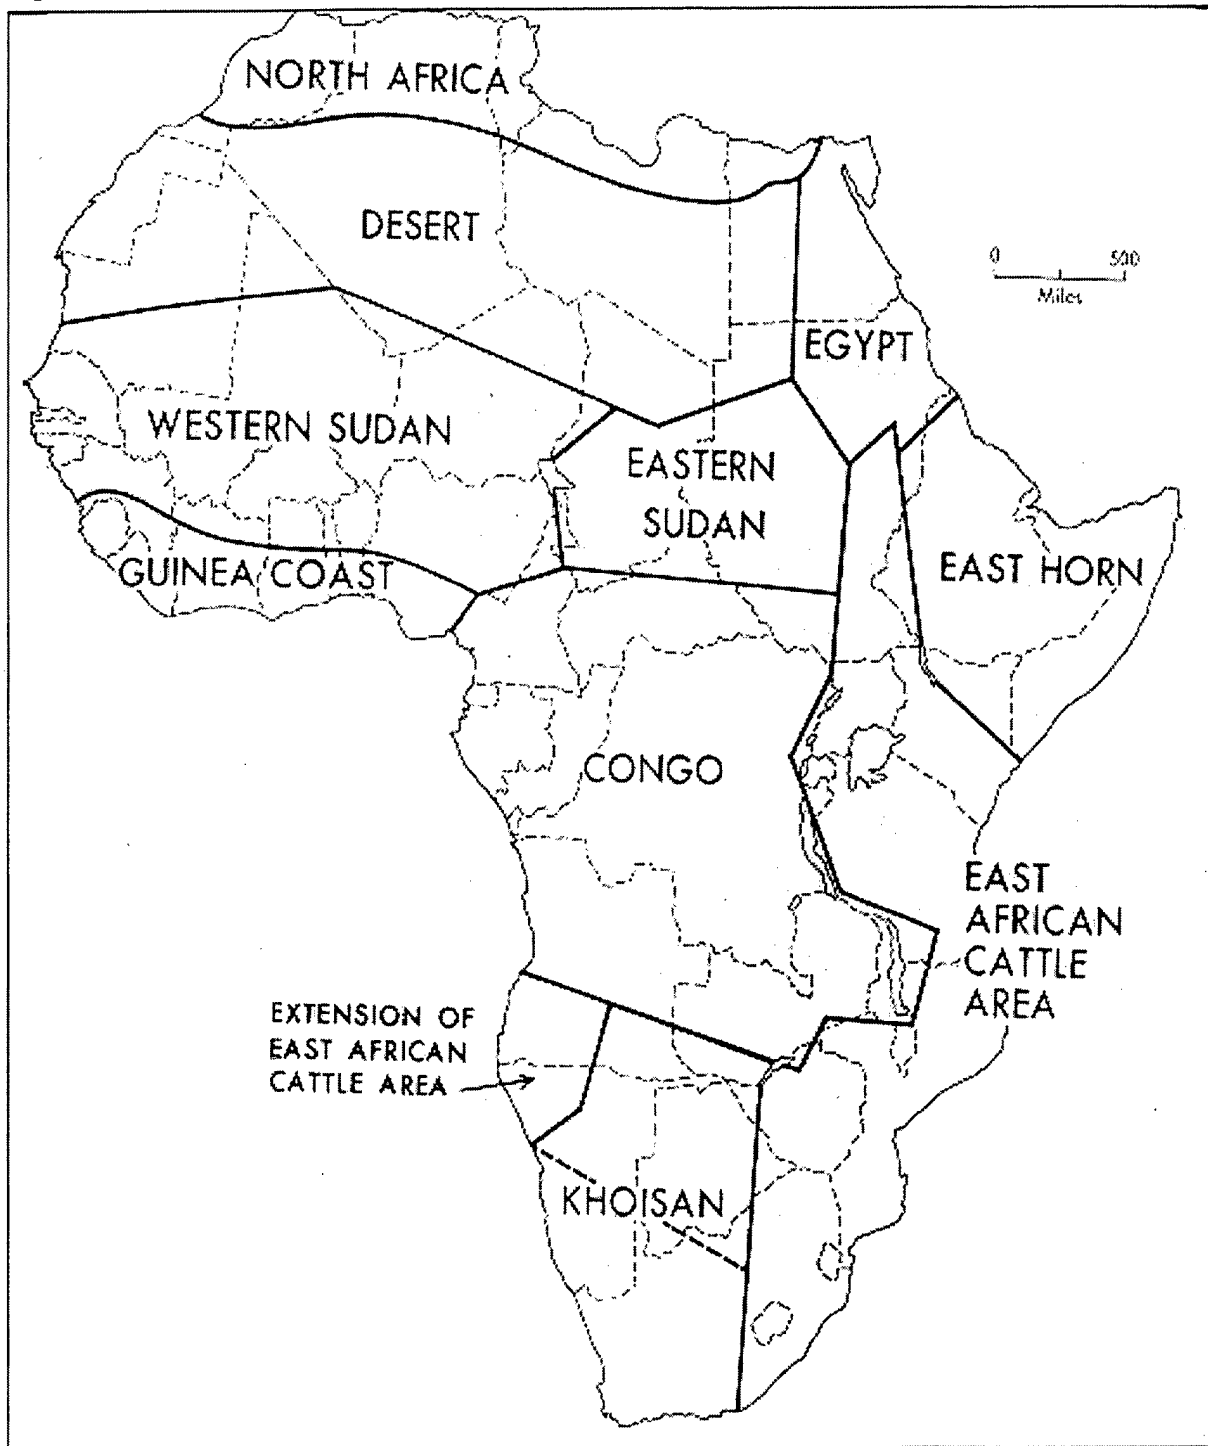 NORTH AFRICA
DESERT
0 500
Miles
EGYPT
WESTERN SUDAN
EASTERN
SUDAN
GUINEA COAST
EAST HORN
CONGO
EAST
AFRICAN
CATTLE
AREA
EXTENSION OF
EAST AFRICAN
CATTLE AREA
KHOISAN